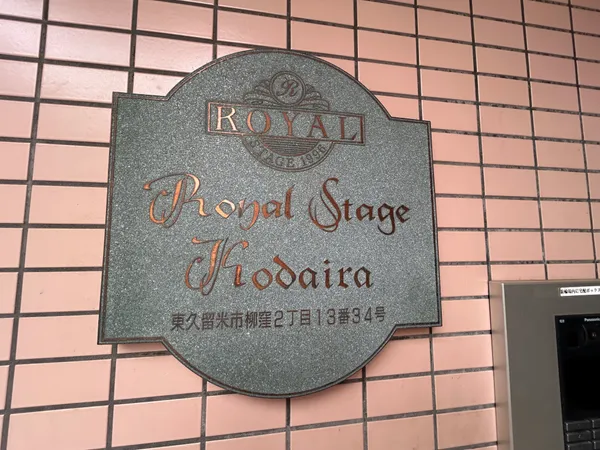 R
ROYAL
STAGE 1998
Royal Stage
Kodaira
東久留米市柳窪2丁目13番34号
Panasonic